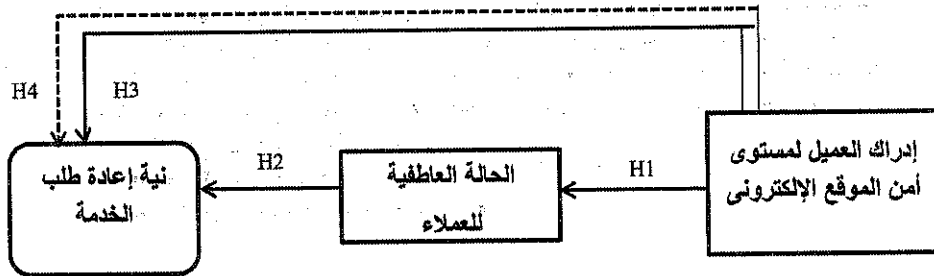 H4
H3
إدراك العميل لمستوى
أمن الموقع الإلكترونى
H1
الحالة العاطفية
للعملاء
H2
نية إعادة طلب
الخدمة